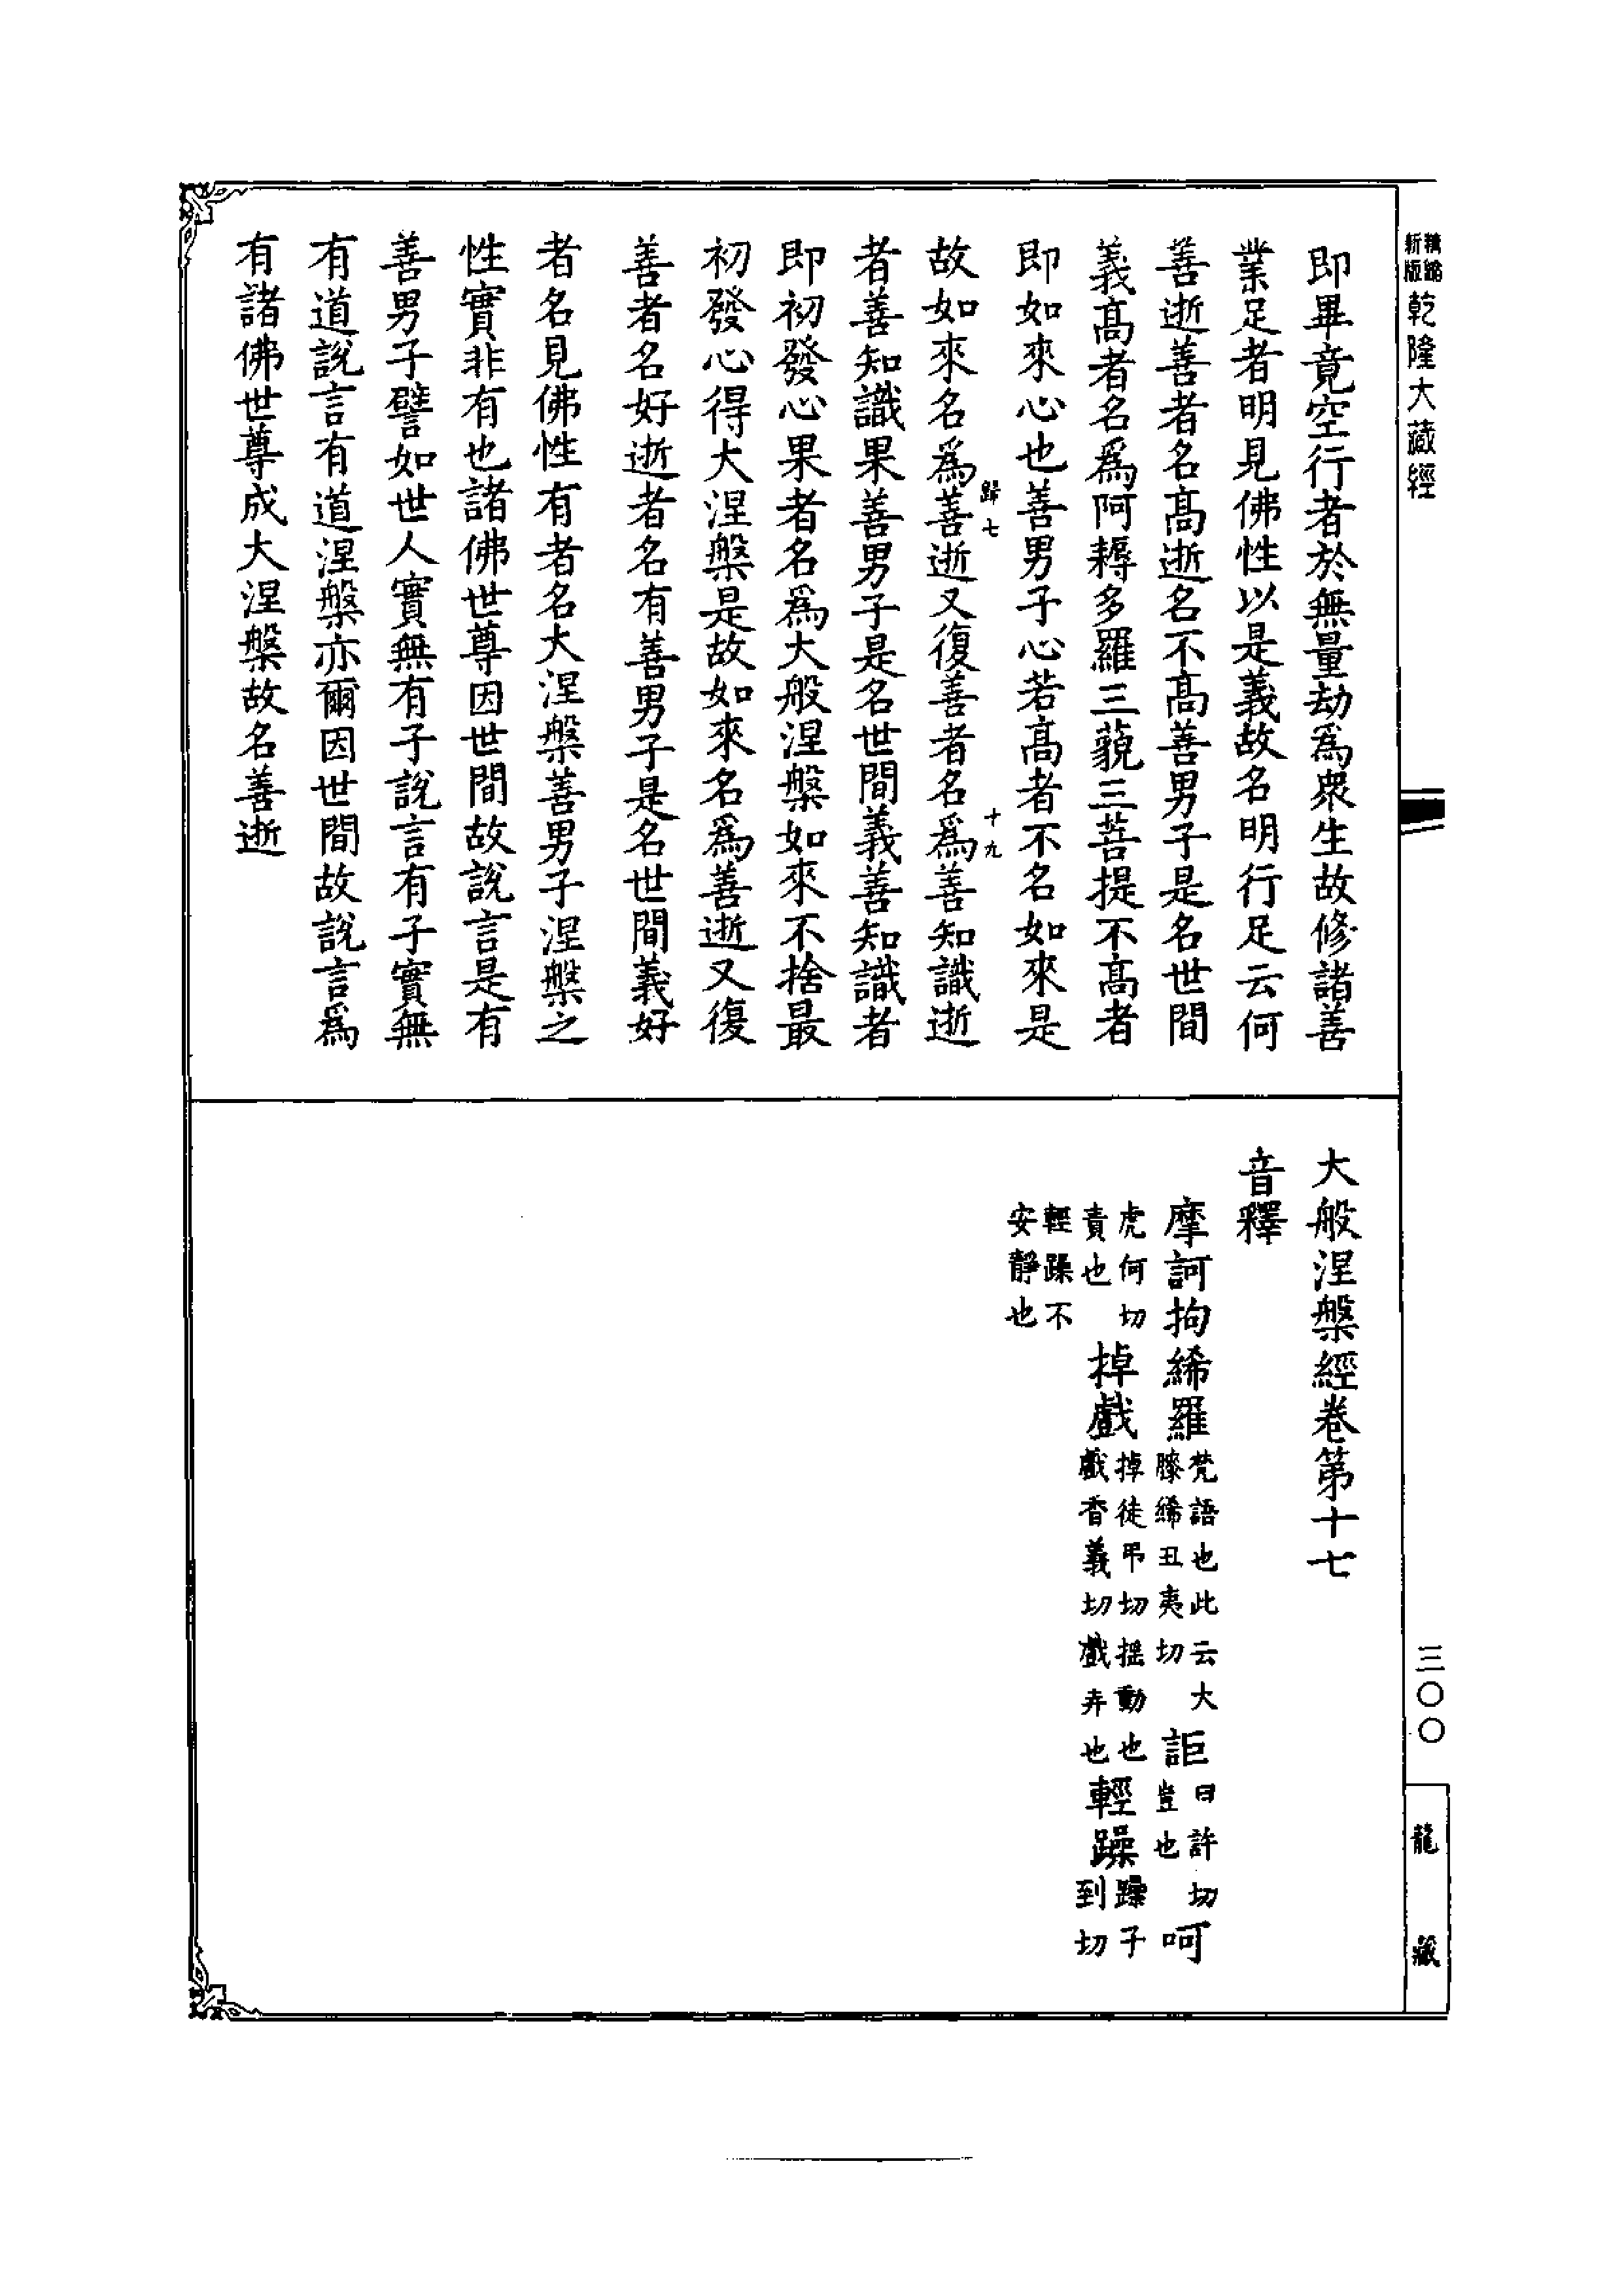 精編
新版
乾隆大藏經
即畢竟空行者於無量劫為衆生故修諸善
業足者明見佛性以是義故名明行足云何
善逝善者名髙逝名不髙善男子是名世間
義髙者名為阿耨多羅三藐三菩提不髙者
即如來心也善男子心若髙者不名如來是
歸七
十九
故如來名為善逝又復善者名為善知識逝
者善知識果善男子是名世間義善知識者
即初發心果者名為大般涅槃如來不捨最
初發心得大涅槃是故如來名為善逝又復
善者名好逝者名有善男子是名世間義好
者名見佛性有者名大涅槃善男子涅槃之
性實非有也諸佛世尊因世間故說言是有
善男子譬如世人實無有子說言有子實無
有道說言有道涅槃亦爾因世間故說言為
有諸佛世尊成大涅槃故名善逝
大般涅槃經卷第十七
音釋
摩訶拘絺羅
梵語也此云大
膝絺丑夷切
詎
臼許切
豈也
呵
虎何切
責也
掉戲
掉徒弔切摇動也
戲香義切戲弄也
輕躁
躁子
到切
輕躁不
安靜也
三〇〇
龍藏